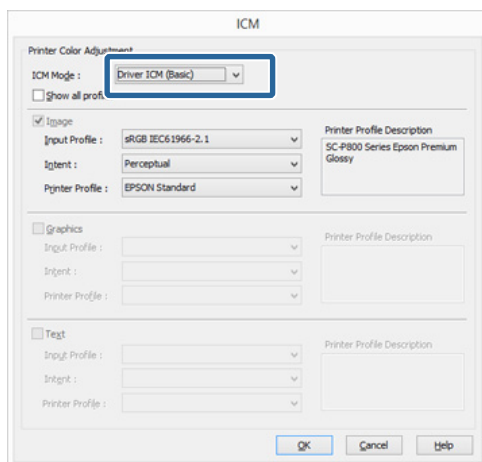 ICM
Printer Color Adjustment
ICM Mode : Driver ICM (Basic)
Show all
Image
Input Profile : sRGB IEC61966-2.1
Intent : Perceptual
Printer Profile : EPSON Standard
Printer Profile Description
SC-P800 Series Epson Premium
Glossy
Graphics
Input Profile :
Intent :
Printer Profile :
Printer Profile Description
Text
Input Profile :
Intent :
Printer Profile :
Printer Profile Description
OK Cancel Help